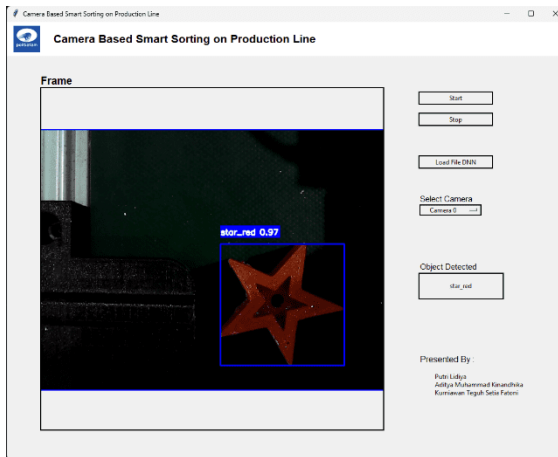 Camera Based Smart Sorting on Production Line
Camera Based Smart Sorting on Production Line
Frame
Start
Stop
Load File DNN
Select Camera
Camera 0
star_red 0.97
Object Detected
star_red
Presented By :
Putri Lidiya
Aditya Muhammad Kinandhika
Kurniawan Teguh Setia Fatoni